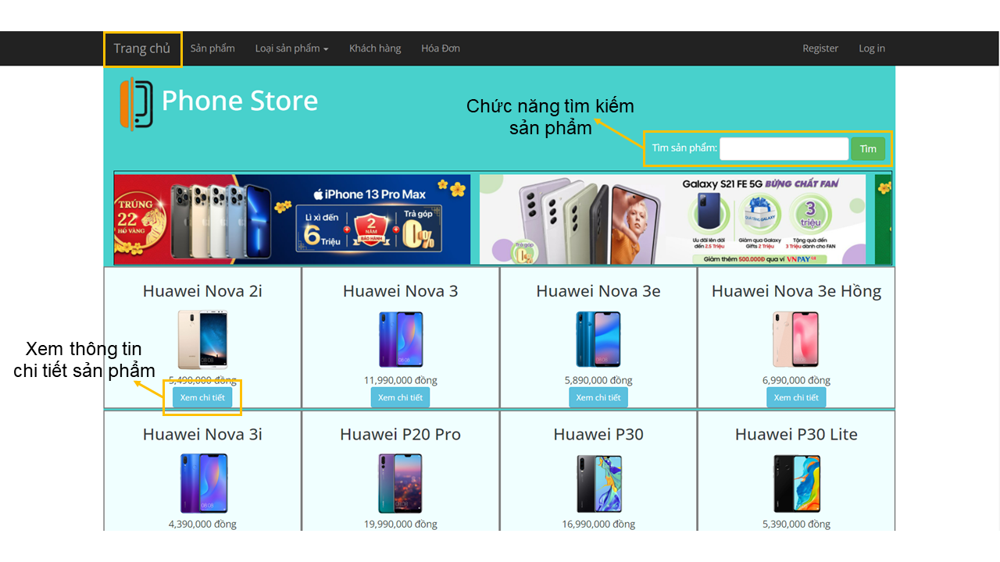 Trang chủ Sản phẩm Loại sản phẩm Khách hàng Hóa Đơn Register Log in
Phone Store
Chức năng tìm kiếm
sản phẩm
Tìm sản phẩm: Tìm
TRÚNG
22
HỔ VÀNG
iPhone 13 Pro Max
Lì xì đến
6 Triệu
2
NĂM
BẢO HÀNH
Trả góp
0%
Galaxy S21 FE 5G BỪNG CHẤT FAN
Trả góp
3
triệu
Ưu đãi lên đời
đến 2.5 Triệu
Giảm qua Galaxy
Gifts 2 Triệu
Tặng quà đến
3 Triệu dành cho FAN
Giảm thêm 500.000Đ qua ví VNPAY
Huawei Nova 2i Huawei Nova 3 Huawei Nova 3e Huawei Nova 3e Hồng
Xem thông tin
chi tiết sản phẩm
5,490,000 đồng 11,990,000 đồng 5,890,000 đồng 6,990,000 đồng
Xem chi tiết Xem chi tiết Xem chi tiết Xem chi tiết
Huawei Nova 3i Huawei P20 Pro Huawei P30 Huawei P30 Lite
4,390,000 đồng 19,990,000 đồng 16,990,000 đồng 5,390,000 đồng